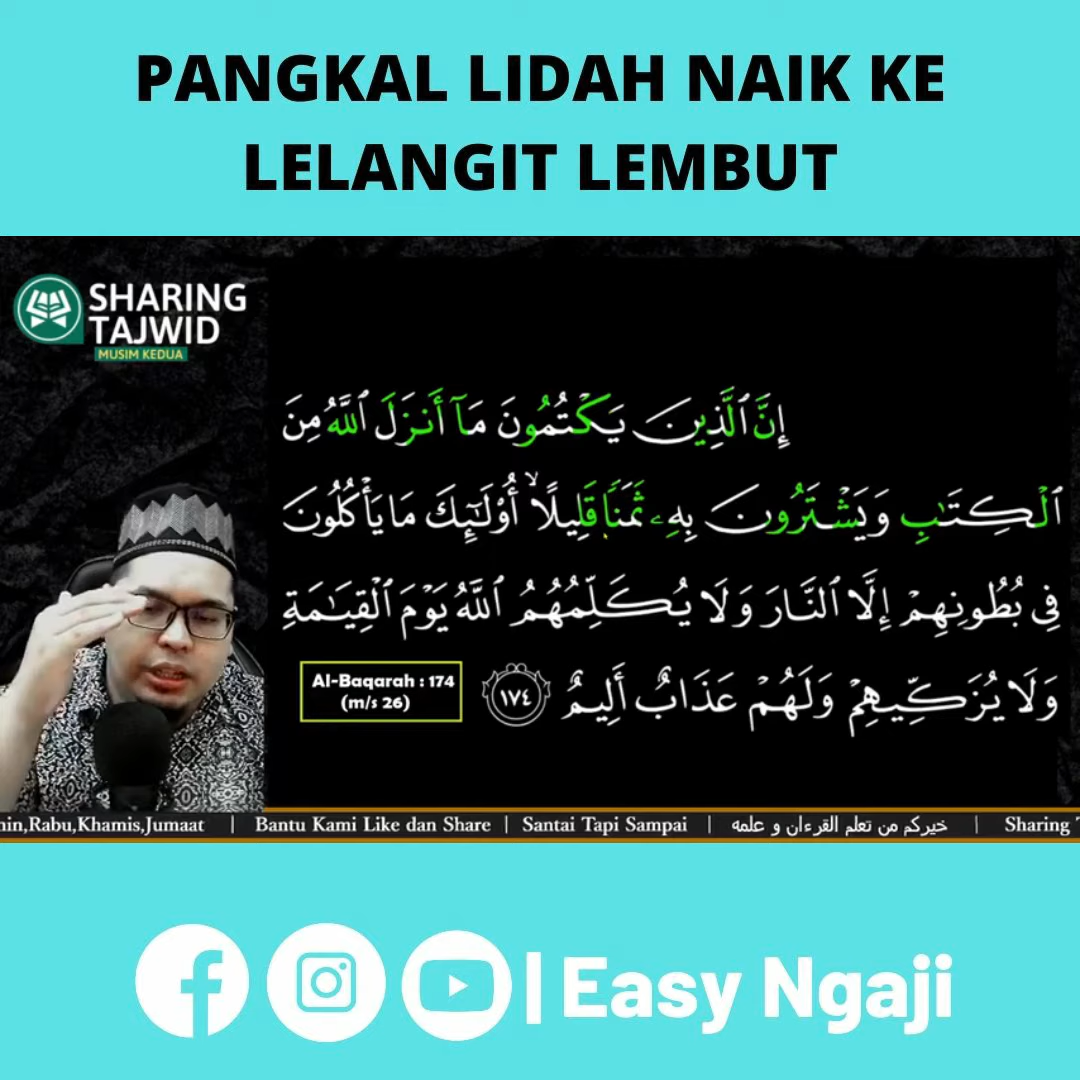 PANGKAL LIDAH NAIK KE
LELANGIT LEMBUT
SHARING
TAJWID
MUSIM KEDUA
إِنَّ ٱلَّذِينَ يَكْتُمُونَ مَآ أَنزَلَ ٱللَّهُ مِنَ
ٱلْكِتَٰبِ وَيَشْتَرُونَ بِهِۦ ثَمَنًا قَلِيلًا ۙ أُو۟لَٰٓئِكَ مَا يَأْكُلُونَ
فِى بُطُونِهِمْ إِلَّا ٱلنَّارَ وَلَا يُكَلِّمُهُمُ ٱللَّهُ يَوْمَ ٱلْقِيَٰمَةِ
وَلَا يُزَكِّيهِمْ وَلَهُمْ عَذَابٌ أَلِيمٌ ١٧٤
Al-Baqarah : 174
(m/s 26)
,Rabu,Khamis,Jumaat | Bantu Kami Like dan Share | Santai Tapi Sampai | خيركم من تعلم القرءان و علمه | Sharing
| Easy Ngaji